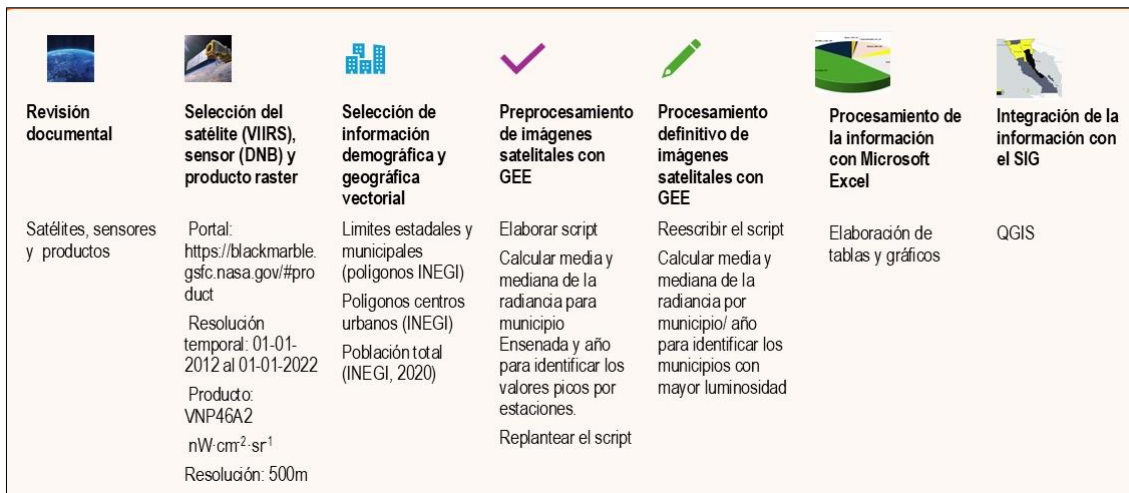 Revisión
documental
Satélites, sensores
y productos
Selección del
satélite (VIIRS),
sensor (DNB) y
producto raster
Portal:
https://blackmarble.
gsfc.nasa.gov/#pro
duct
Resolución
temporal: 01-01-
2012 al 01-01-2022
Producto:
VNP46A2
nW·cm⁻²·sr¹
Resolución: 500m
Selección de
información
demográfica y
geográfica
vectorial
Limites estadales y
municipales
(polígonos INEGI)
Polígonos centros
urbanos (INEGI)
Población total
(INEGI, 2020)
Preprocesamiento
de imágenes
satelitales con
GEE
Elaborar script
Calcular media y
mediana de la
radiancia para
municipio
Ensenada y año
para identificar los
valores picos por
estaciones.
Replantear el script
Procesamiento
definitivo de
imágenes
satelitales con
GEE
Reescribir el script
Calcular media y
mediana de la
radiancia por
municipio/ año
para identificar los
municipios con
mayor luminosidad
Procesamiento de
la información
con Microsoft
Excel
Elaboración de
tablas y gráficos
Integración de la
información con
el SIG
QGIS